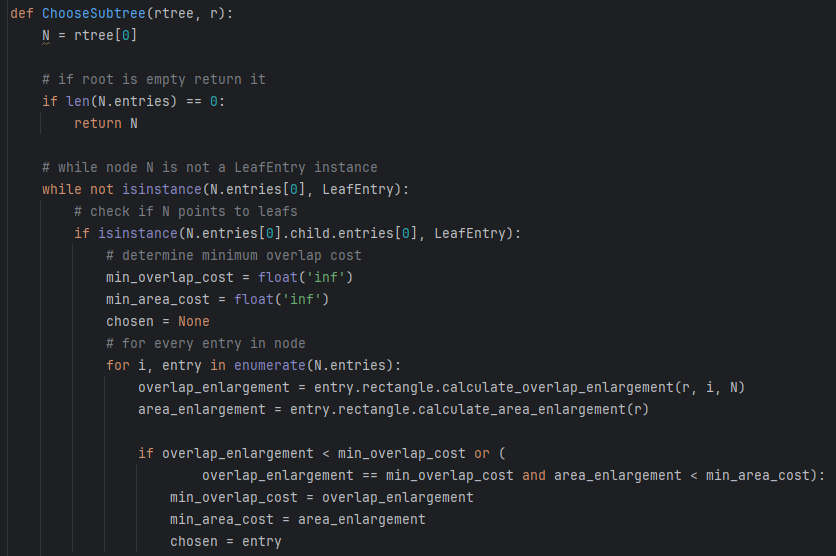 def ChooseSubtree(rtree, r):
    N = rtree[0]

    # if root is empty return it
    if len(N.entries) == 0:
        return N

    # while node N is not a LeafEntry instance
    while not isinstance(N.entries[0], LeafEntry):
        # check if N points to leafs
        if isinstance(N.entries[0].child.entries[0], LeafEntry):
            # determine minimum overlap cost
            min_overlap_cost = float('inf')
            min_area_cost = float('inf')
            chosen = None
            # for every entry in node
            for i, entry in enumerate(N.entries):
                overlap_enlargement = entry.rectangle.calculate_overlap_enlargement(r, i, N)
                area_enlargement = entry.rectangle.calculate_area_enlargement(r)

                if overlap_enlargement < min_overlap_cost or (
                        overlap_enlargement == min_overlap_cost and area_enlargement < min_area_cost):
                    min_overlap_cost = overlap_enlargement
                    min_area_cost = area_enlargement
                    chosen = entry